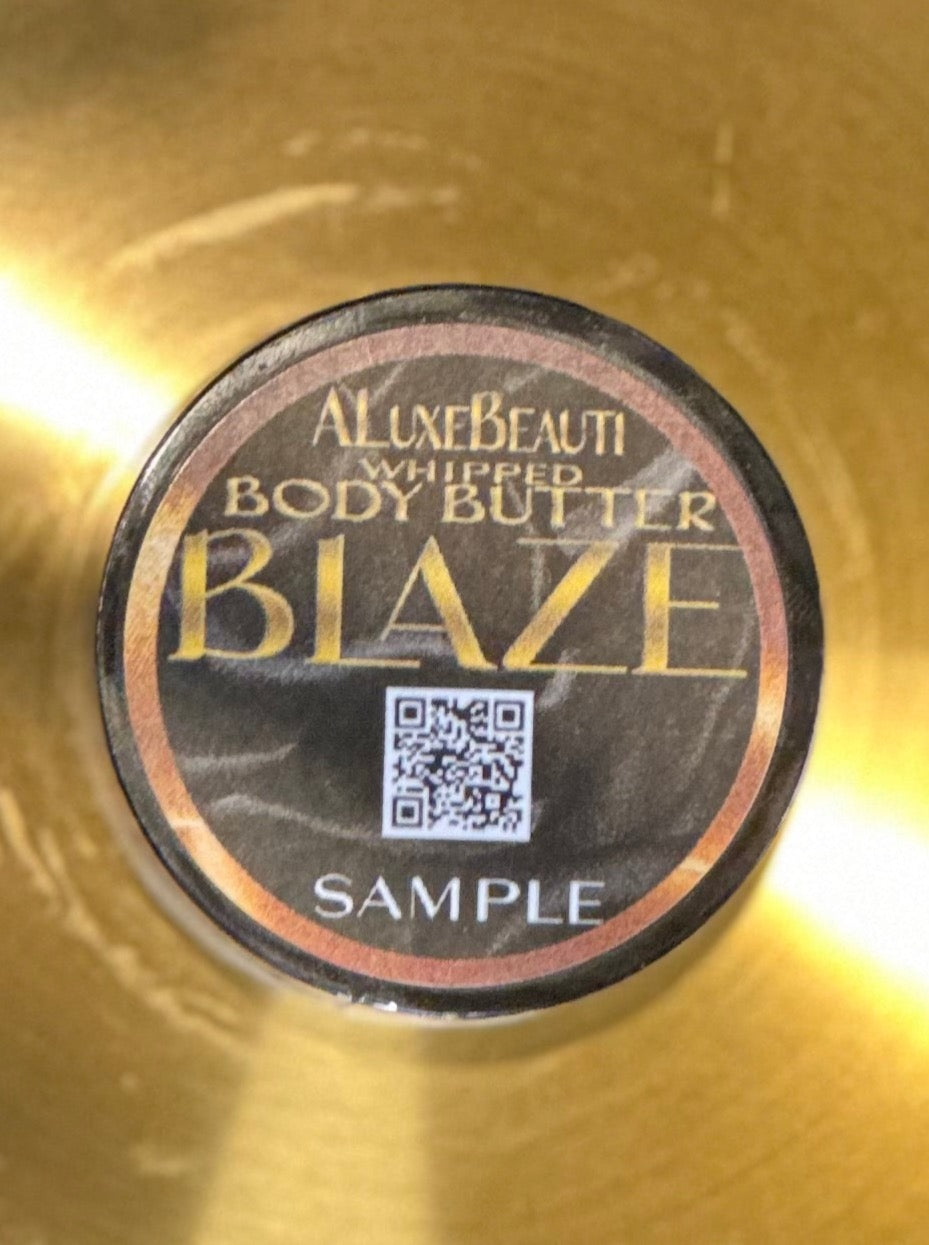 ALuxeBeauti
WHIPPED
BODY BUTTER
BLAZE
SAMPLE